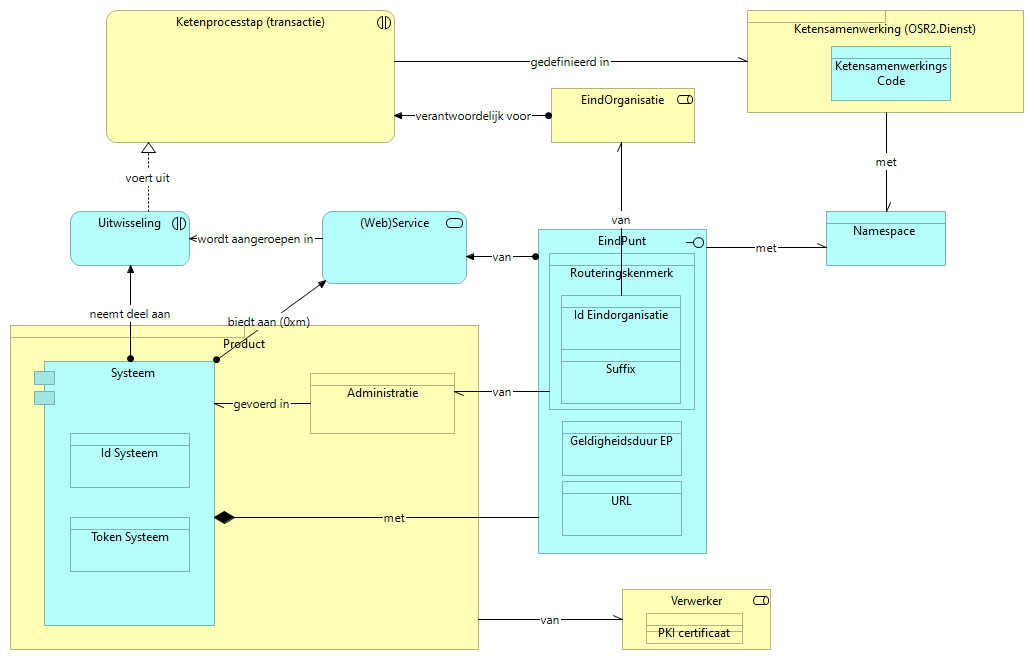 Ketenprocesstap (transactie)
Ketensamenwerking (OSR2.Dienst)
Ketensamenwerkings
Code
gedefinieerd in
EindOrganisatie
verantwoordelijk voor
met
voert uit
van
Uitwisseling
(Web)Service
wordt aangeroepen in
EindPunt
Namespace
met
van
Routeringskenmerk
neemt deel aan
biedt aan (0xm)
Id Eindorganisatie
Product
Systeem
Suffix
Administratie
van
gevoerd in
Geldigheidsduur EP
Id Systeem
URL
met
Token Systeem
Verwerker
van
PKI certificaat